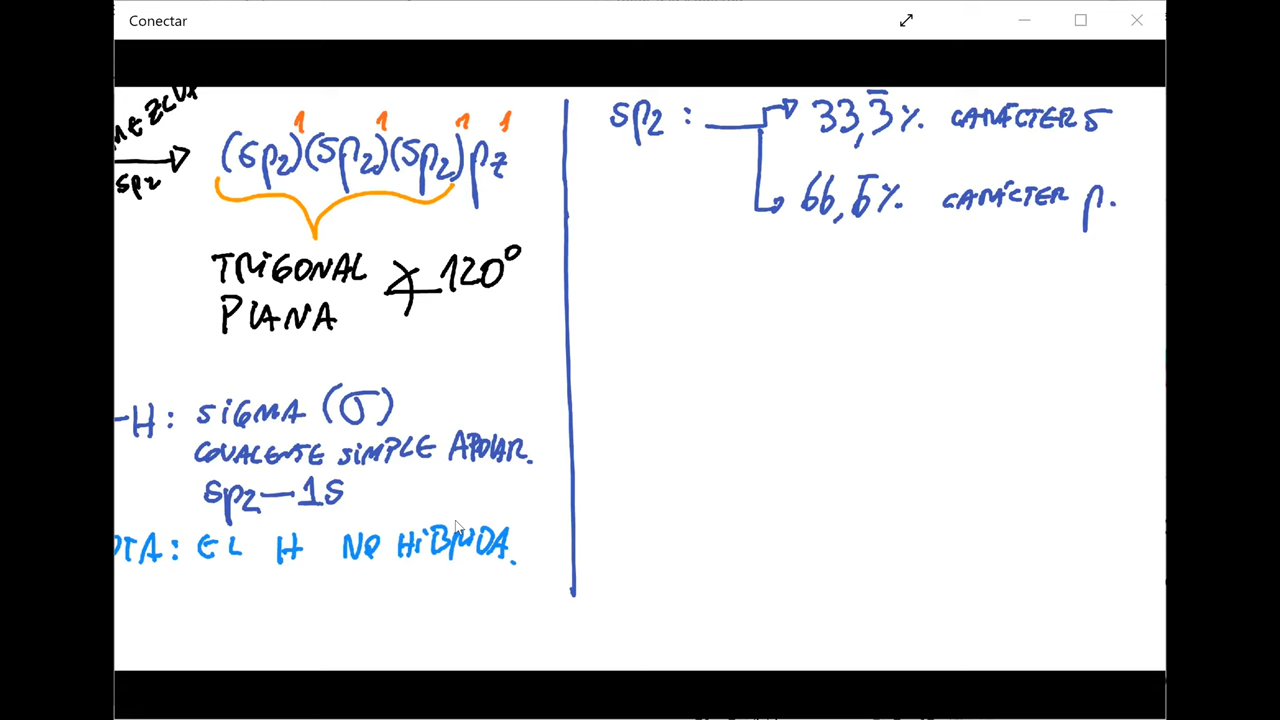 Conectar
MEZCLA
sp2
1 1 1 1
(sp2)(sp2)(sp2)pz
TRIGONAL 120°
PLANA
-H: SIGMA (σ)
COVALENTE SIMPLE APOLAR.
sp2-1s
OTA: EL H NO HIBRIDA.
sp2: 33,3̅%. CARÁCTER s
66,6̅%. CARÁCTER p.